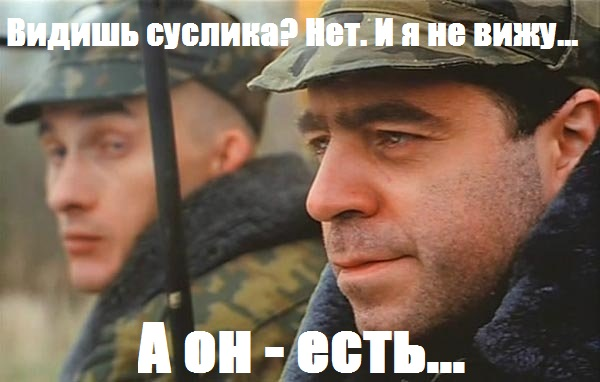 Видишь суслика? Нет. И я не вижу...
А он - есть...